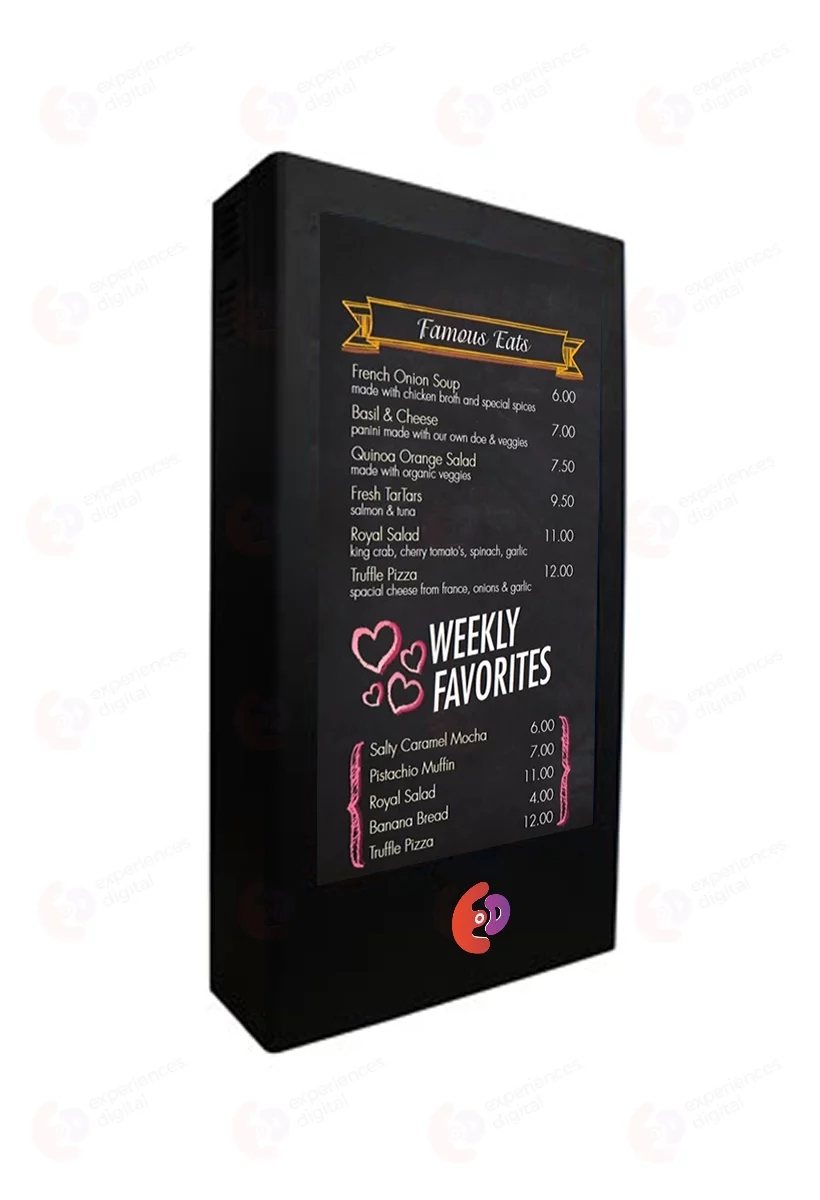 Famous Eats
French Onion Soup 6.00
made with chicken broth and special spices
Basil & Cheese 7.00
panini made with our own doe & veggies
Quinoa Orange Salad 7.50
made with organic veggies
Fresh TarTars 9.50
salmon & tuna
Royal Salad 11.00
king crab, cherry tomato's, spinach, garlic
Truffle Pizza 12.00
spacial cheese from france, onions & garlic
WEEKLY
FAVORITES
Salty Caramel Mocha 6.00
Pistachio Muffin 7.00
Royal Salad 11.00
Banana Bread 4.00
Truffle Pizza 12.00
experiences
digital